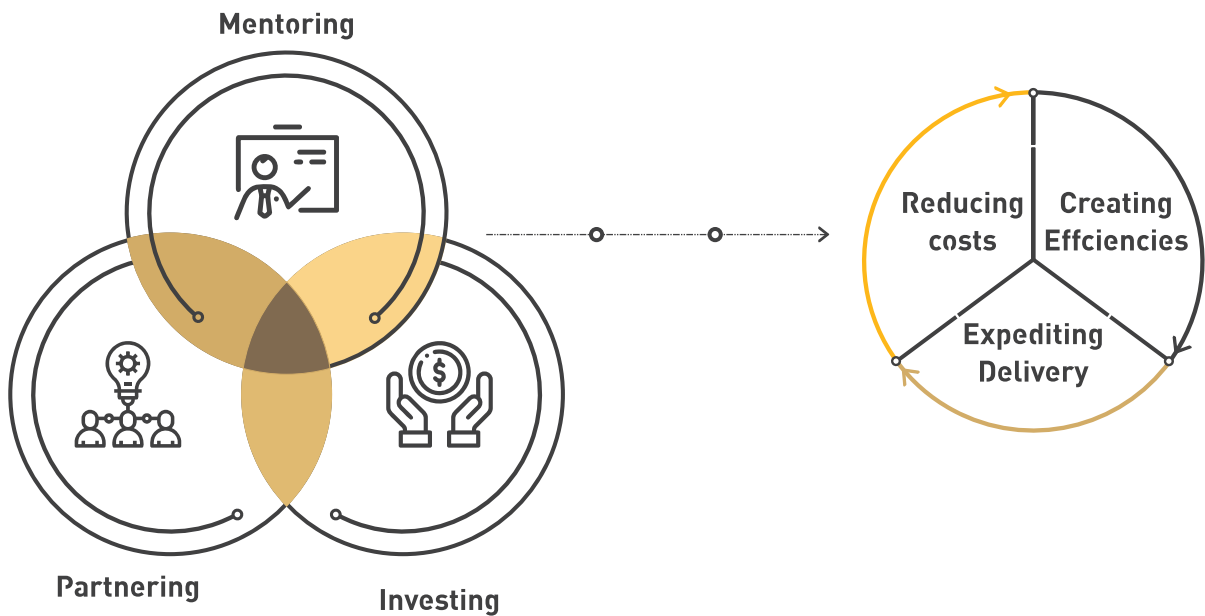 Mentoring
Partnering
Investing
$
Reducing
costs
Creating
Effciencies
Expediting
Delivery